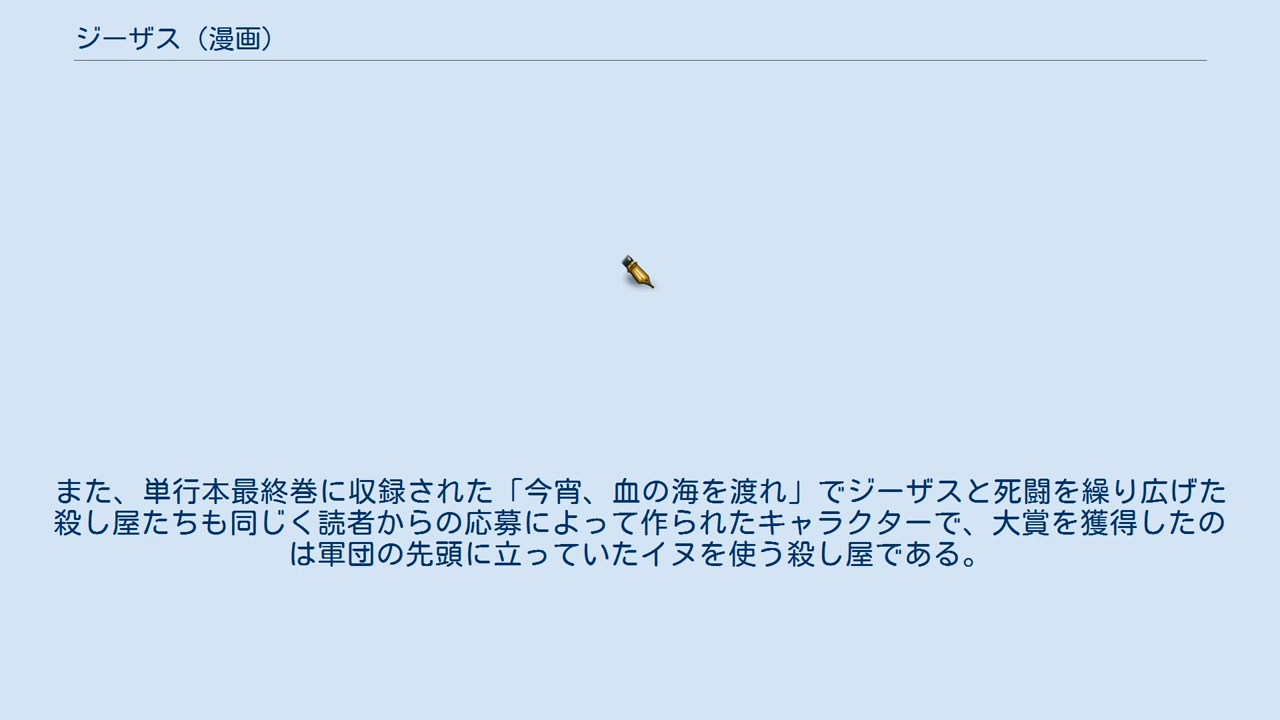 ジーザス（漫画）
また、単行本最終巻に収録された「今宵、血の海を渡れ」でジーザスと死闘を繰り広げた
殺し屋たちも同じく読者からの応募によって作られたキャラクターで、大賞を獲得したの
は軍団の先頭に立っていたイヌを使う殺し屋である。